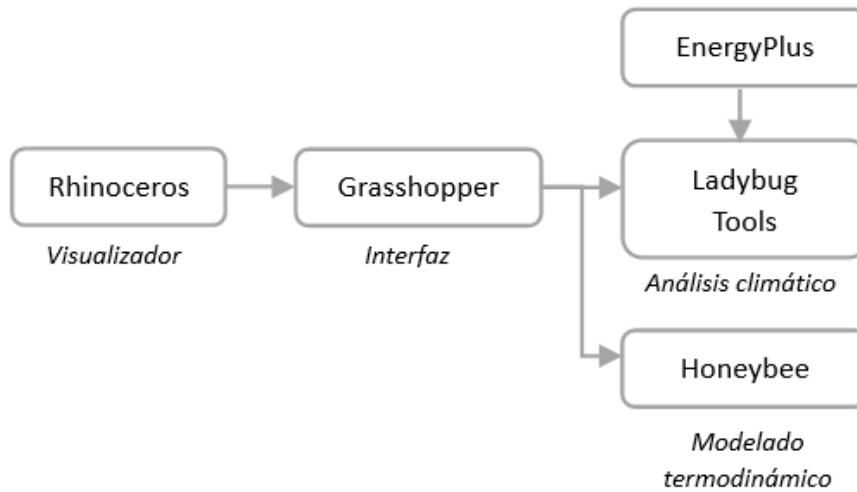 EnergyPlus
Rhinoceros
Visualizador
Grasshopper
Interfaz
Ladybug
Tools
Análisis climático
Honeybee
Modelado
termodinámico